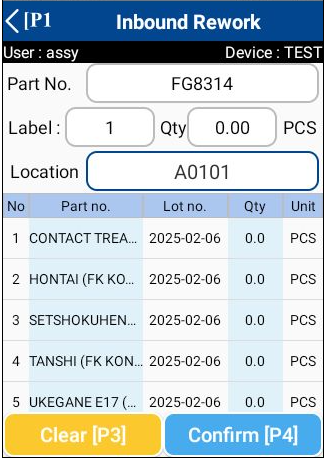 [P1 Inbound Rework
User : assy Device : TEST
Part No. FG8314
Label : 1 Qty 0.00 PCS
Location A0101
No Part no. Lot no. Qty Unit
1 CONTACT TREA... 2025-02-06 0.0 PCS
2 HONTAI (FK KO... 2025-02-06 0.0 PCS
3 SETSHOKUHEN... 2025-02-06 0.0 PCS
4 TANSHI (FK KON... 2025-02-06 0.0 PCS
5 UKEGANE E17 (... 2025-02-06 0.0 PCS
Clear [P3] Confirm [P4]